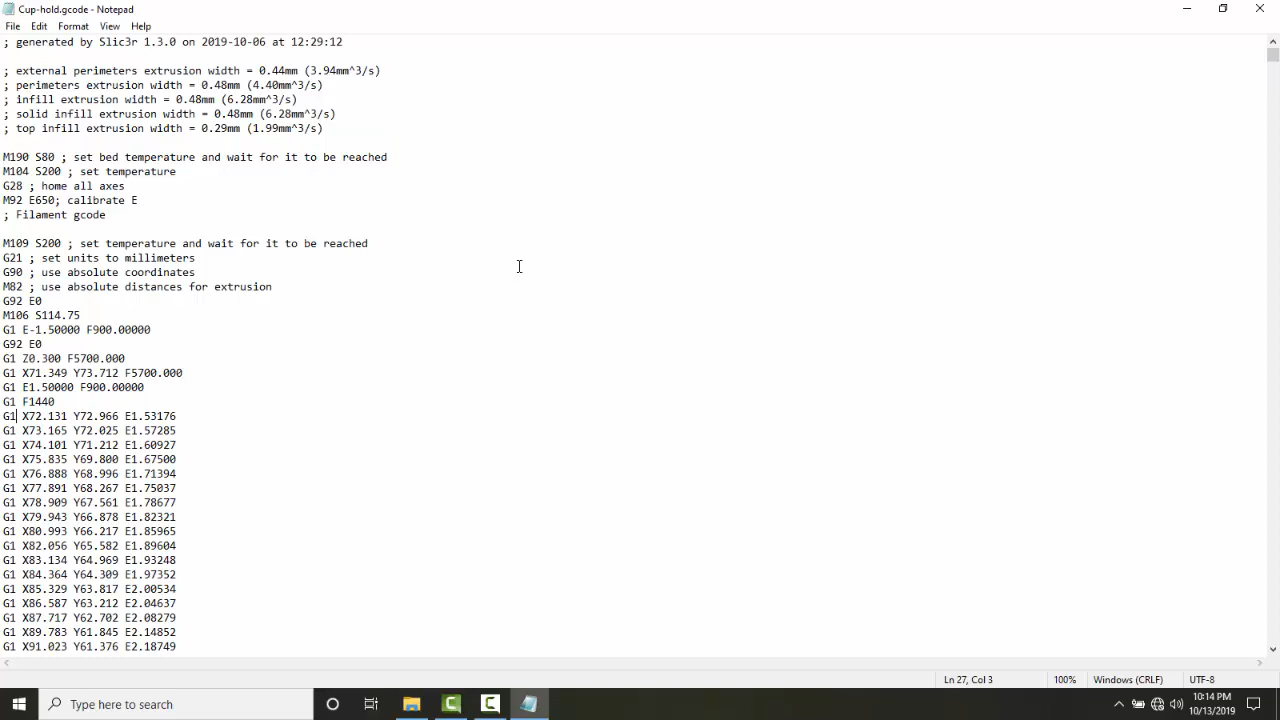 Cup-hold.gcode - Notepad
File Edit Format View Help
; generated by Slic3r 1.3.0 on 2019-10-06 at 12:29:12
; external perimeters extrusion width = 0.44mm (3.94mm^3/s)
; perimeters extrusion width = 0.48mm (4.40mm^3/s)
; infill extrusion width = 0.48mm (6.28mm^3/s)
; solid infill extrusion width = 0.48mm (6.28mm^3/s)
; top infill extrusion width = 0.29mm (1.99mm^3/s)
M190 S80 ; set bed temperature and wait for it to be reached
M104 S200 ; set temperature
G28 ; home all axes
M92 E650; calibrate E
; Filament gcode
M109 S200 ; set temperature and wait for it to be reached
G21 ; set units to millimeters
G90 ; use absolute coordinates
M82 ; use absolute distances for extrusion
G92 E0
M106 S114.75
G1 E-1.50000 F900.00000
G92 E0
G1 Z0.300 F5700.000
G1 X71.349 Y73.712 F5700.000
G1 E1.50000 F900.00000
G1 F1440
G1 X72.131 Y72.966 E1.53176
G1 X73.165 Y72.025 E1.57285
G1 X74.101 Y71.212 E1.60927
G1 X75.835 Y69.800 E1.67500
G1 X76.888 Y68.996 E1.71394
G1 X77.891 Y68.267 E1.75037
G1 X78.909 Y67.561 E1.78677
G1 X79.943 Y66.878 E1.82321
G1 X80.993 Y66.217 E1.85965
G1 X82.056 Y65.582 E1.89604
G1 X83.134 Y64.969 E1.93248
G1 X84.364 Y64.309 E1.97352
G1 X85.329 Y63.817 E2.00534
G1 X86.587 Y63.212 E2.04637
G1 X87.717 Y62.702 E2.08279
G1 X89.783 Y61.845 E2.14852
G1 X91.023 Y61.376 E2.18749
Ln 27, Col 3 100% Windows (CRLF) UTF-8
Type here to search
10:14 PM
10/13/2019